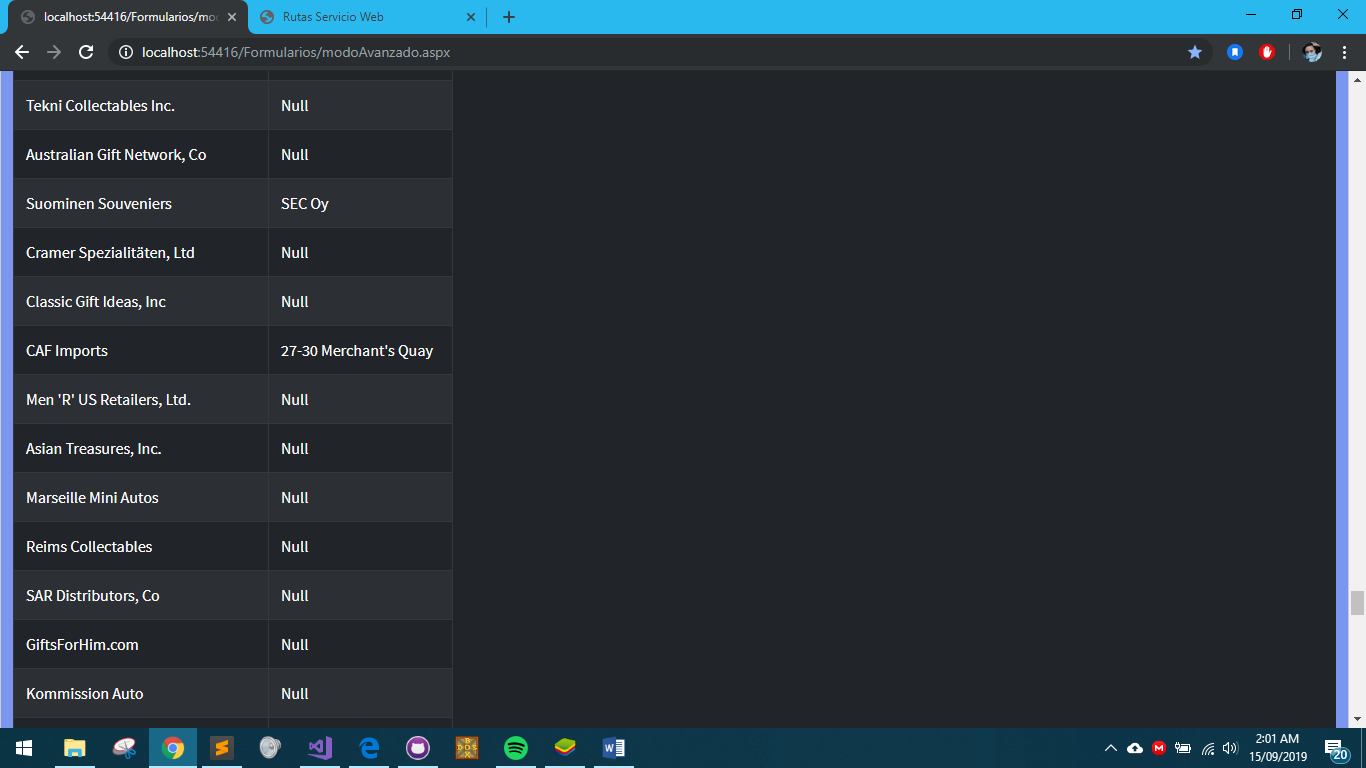 localhost:54416/Formularios/mod
Rutas Servicio Web
localhost:54416/Formularios/modoAvanzado.aspx
Tekni Collectables Inc. Null
Australian Gift Network, Co Null
Suominen Souveniers SEC Oy
Cramer Spezialitäten, Ltd Null
Classic Gift Ideas, Inc Null
CAF Imports 27-30 Merchant's Quay
Men 'R' US Retailers, Ltd. Null
Asian Treasures, Inc. Null
Marseille Mini Autos Null
Reims Collectables Null
SAR Distributors, Co Null
GiftsForHim.com Null
Kommission Auto Null
2:01 AM
15/09/2019
20